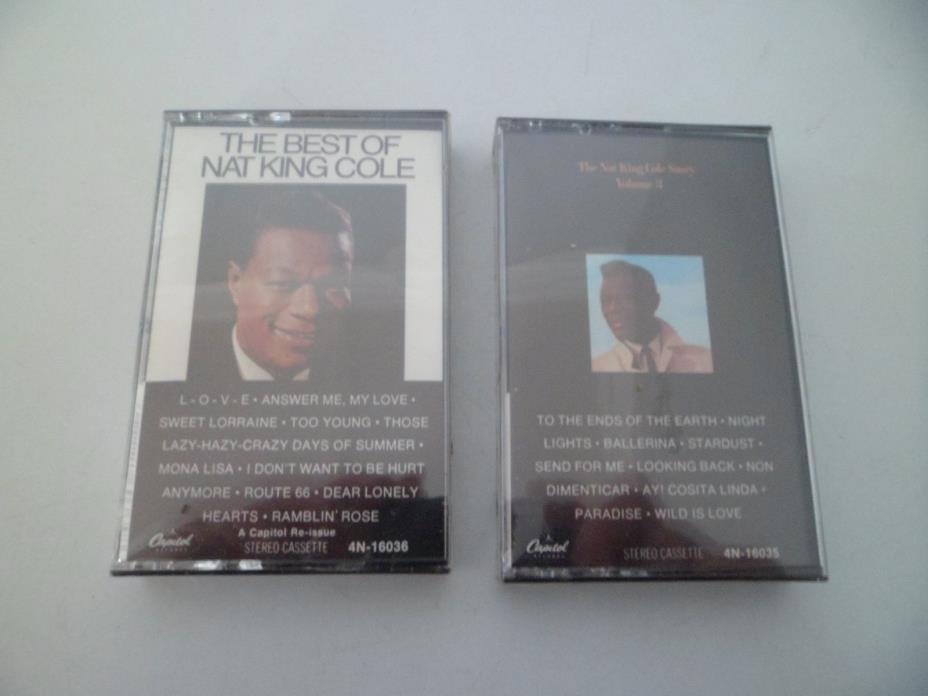 THE BEST OF
NAT KING COLE
L-O-V-E • ANSWER ME, MY LOVE •
SWEET LORRAINE • TOO YOUNG • THOSE
LAZY-HAZY-CRAZY DAYS OF SUMMER •
MONA LISA • I DON'T WANT TO BE HURT
ANYMORE • ROUTE 66 • DEAR LONELY
HEARTS • RAMBLIN' ROSE
A Capitol Re-issue
Capitol
RECORDS
STEREO CASSETTE 4N-16036
The Nat King Cole Story
Volume 3
TO THE ENDS OF THE EARTH • NIGHT
LIGHTS • BALLERINA • STARDUST •
SEND FOR ME • LOOKING BACK • NON
DIMENTICAR • AY! COSITA LINDA •
PARADISE • WILD IS LOVE
Capitol
RECORDS
STEREO CASSETTE 4N-16035